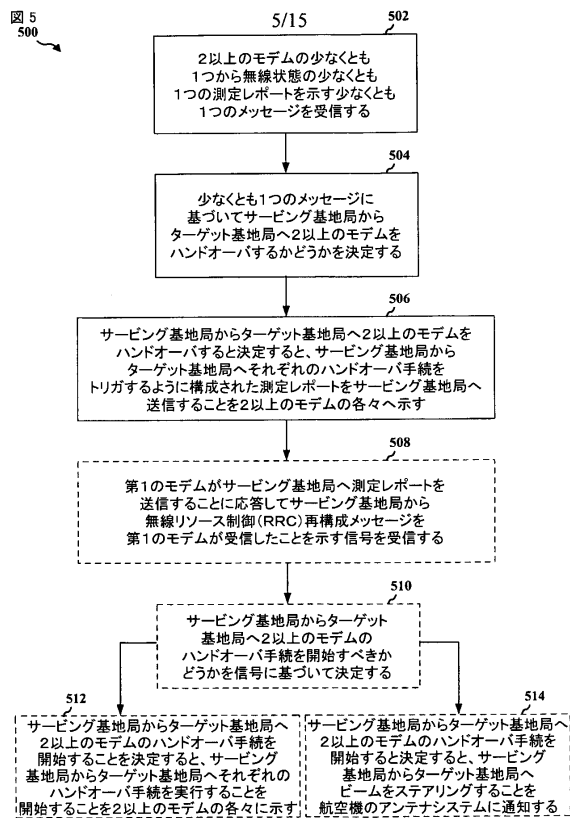 図5
500
5/15
502
2以上のモデムの少なくとも
1つから無線状態の少なくとも
1つの測定レポートを示す少なくとも
1つのメッセージを受信する
504
少なくとも1つのメッセージに
基づいてサービング基地局から
ターゲット基地局へ2以上のモデムを
ハンドオーバするかどうかを決定する
506
サービング基地局からターゲット基地局へ2以上のモデムを
ハンドオーバすると決定すると、サービング基地局から
ターゲット基地局へそれぞれのハンドオーバ手続を
トリガするように構成された測定レポートをサービング基地局へ
送信することを2以上のモデムの各々へ示す
508
第1のモデムがサービング基地局へ測定レポートを
送信することに応答してサービング基地局から
無線リソース制御(RRC)再構成メッセージを
第1のモデムが受信したことを示す信号を受信する
510
サービング基地局からターゲット
基地局へ2以上のモデムの
ハンドオーバ手続を開始すべきか
どうかを信号に基づいて決定する
512
サービング基地局からターゲット基地局へ
2以上のモデムのハンドオーバ手続を
開始することを決定すると、サービング
基地局からターゲット基地局へそれぞれの
ハンドオーバ手続を実行することを
開始することを2以上のモデムの各々に示す
514
サービング基地局からターゲット基地局へ
2以上のモデムのハンドオーバ手続を
開始すると決定すると、サービング
基地局からターゲット基地局へ
ビームをステアリングすることを
航空機のアンテナシステムに通知する